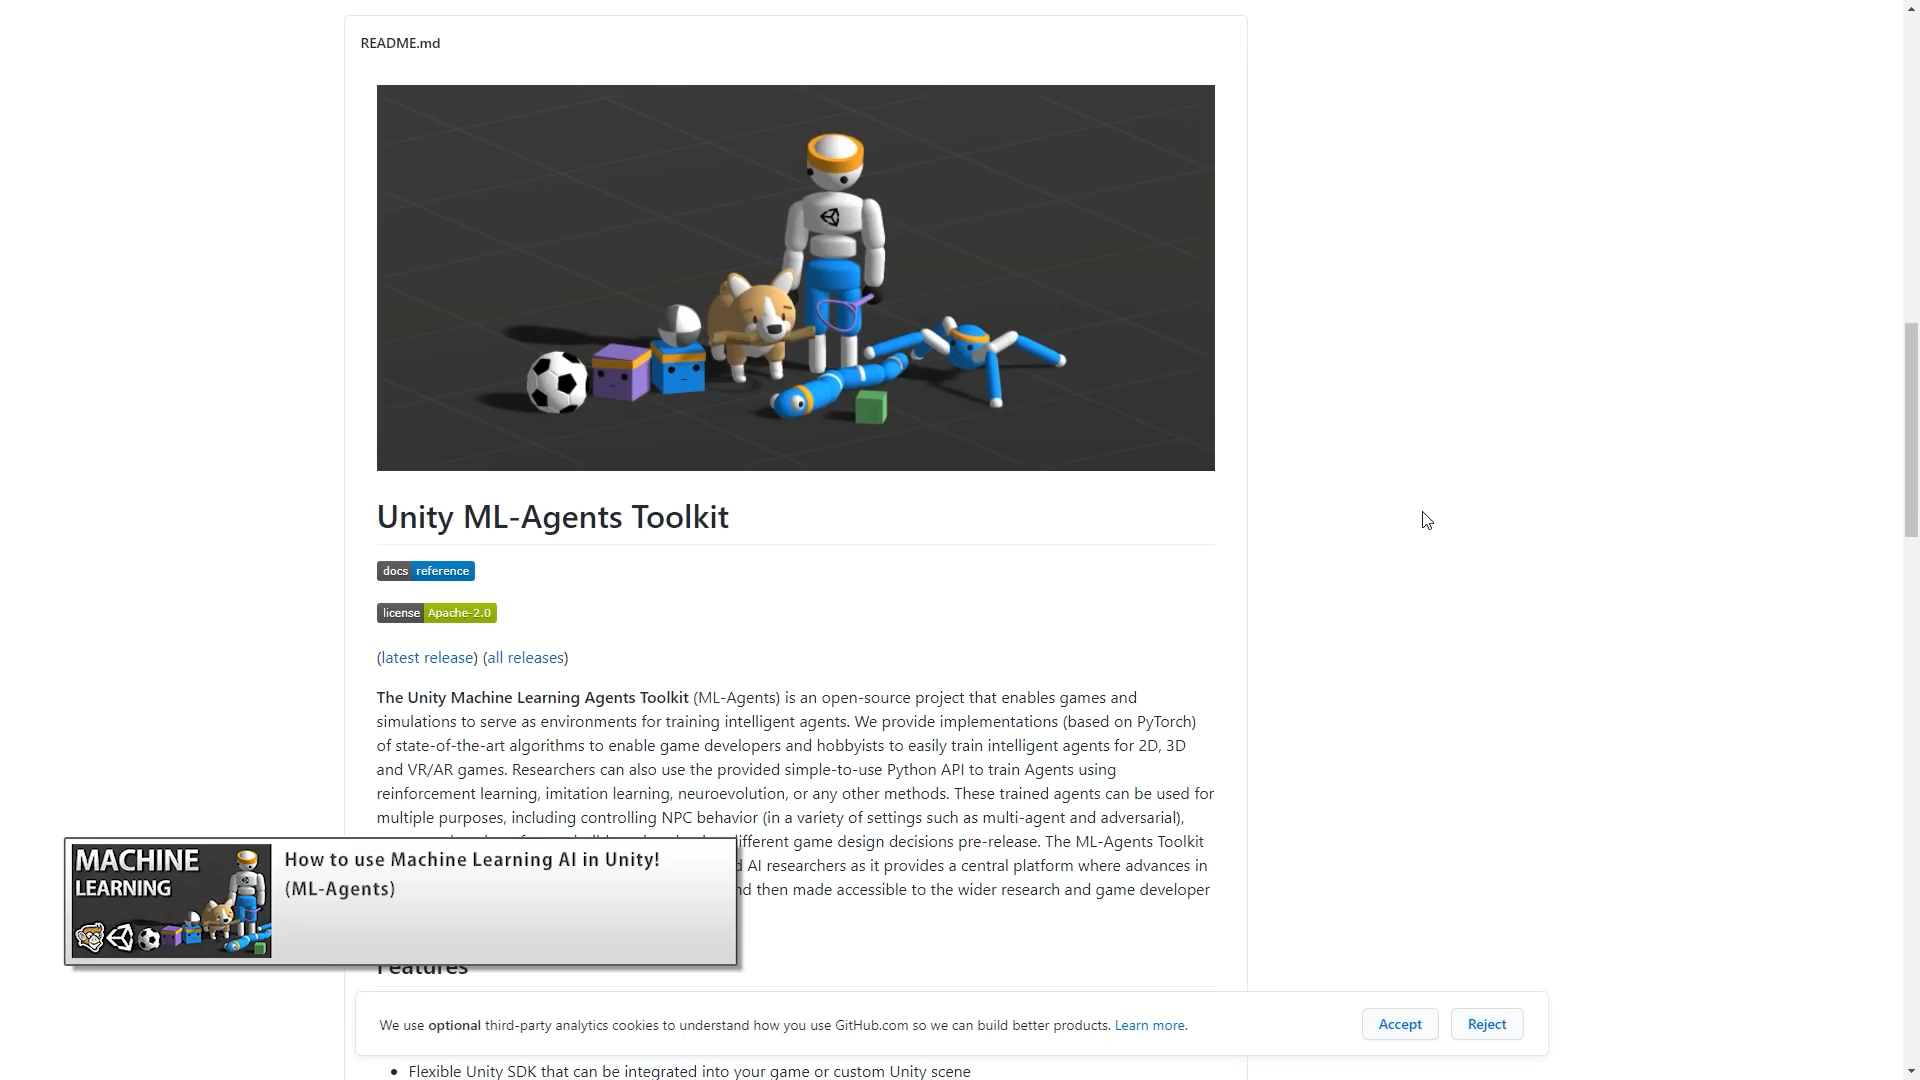 README.md
Unity ML-Agents Toolkit
docs reference
license Apache-2.0
(latest release) (all releases)
The Unity Machine Learning Agents Toolkit (ML-Agents) is an open-source project that enables games and
simulations to serve as environments for training intelligent agents. We provide implementations (based on PyTorch)
of state-of-the-art algorithms to enable game developers and hobbyists to easily train intelligent agents for 2D, 3D
and VR/AR games. Researchers can also use the provided simple-to-use Python API to train Agents using
reinforcement learning, imitation learning, neuroevolution, or any other methods. These trained agents can be used for
multiple purposes, including controlling NPC behavior (in a variety of settings such as multi-agent and adversarial),
different game design decisions pre-release. The ML-Agents Toolkit
AI researchers as it provides a central platform where advances in
then made accessible to the wider research and game developer
MACHINE
LEARNING
How to use Machine Learning AI in Unity!
(ML-Agents)
Features
We use optional third-party analytics cookies to understand how you use GitHub.com so we can build better products. Learn more.
Accept
Reject
• Flexible Unity SDK that can be integrated into your game or custom Unity scene